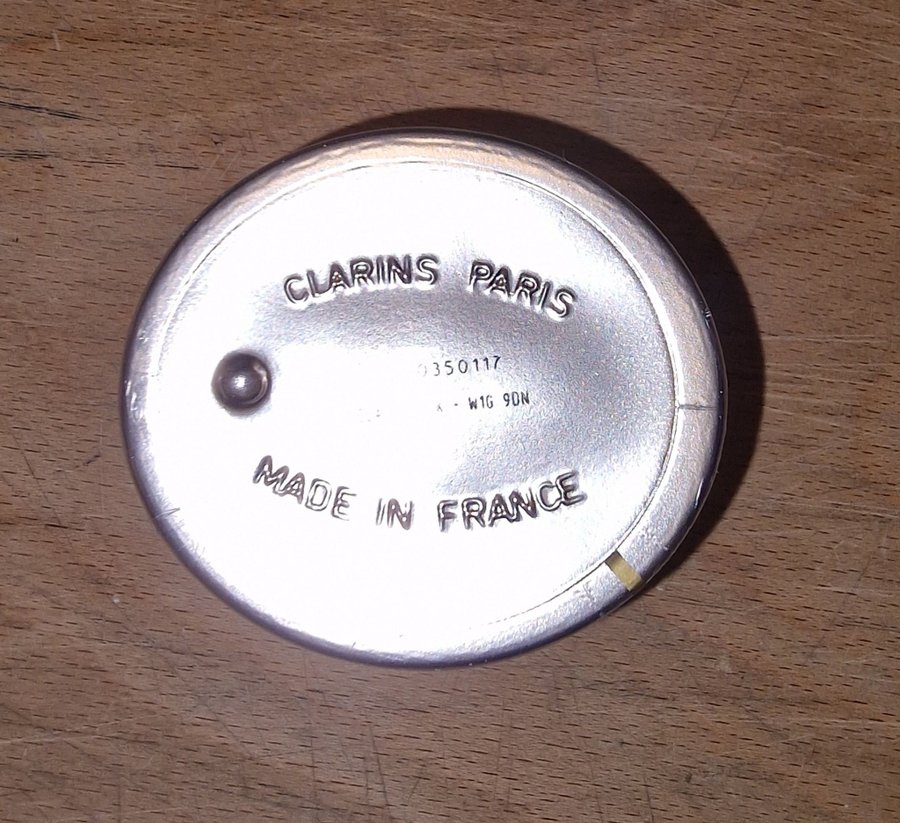 CLARINS PARIS
0350117
- W1G 9DN
MADE IN FRANCE